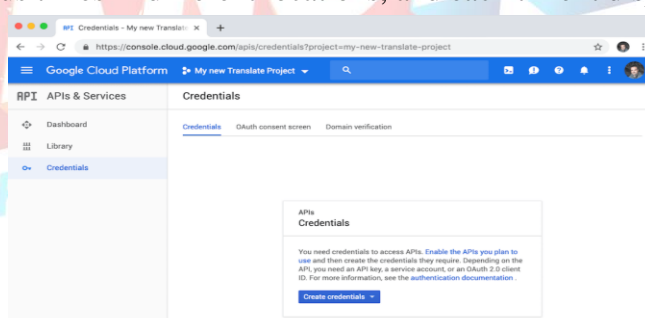 API Credentials - My new Transla
https://console.cloud.google.com/apis/credentials?project=my-new-translate-project
Google Cloud Platform My new Translate Project
API APIs & Services Credentials
Dashboard Credentials OAuth consent screen Domain verification
Library
Credentials
APIs
Credentials
You need credentials to access APIs. Enable the APIs you plan to
use and then create the credentials they require. Depending on the
API, you need an API key, a service account, or an OAuth 2.0 client
ID. For more information, see the authentication documentation .
Create credentials